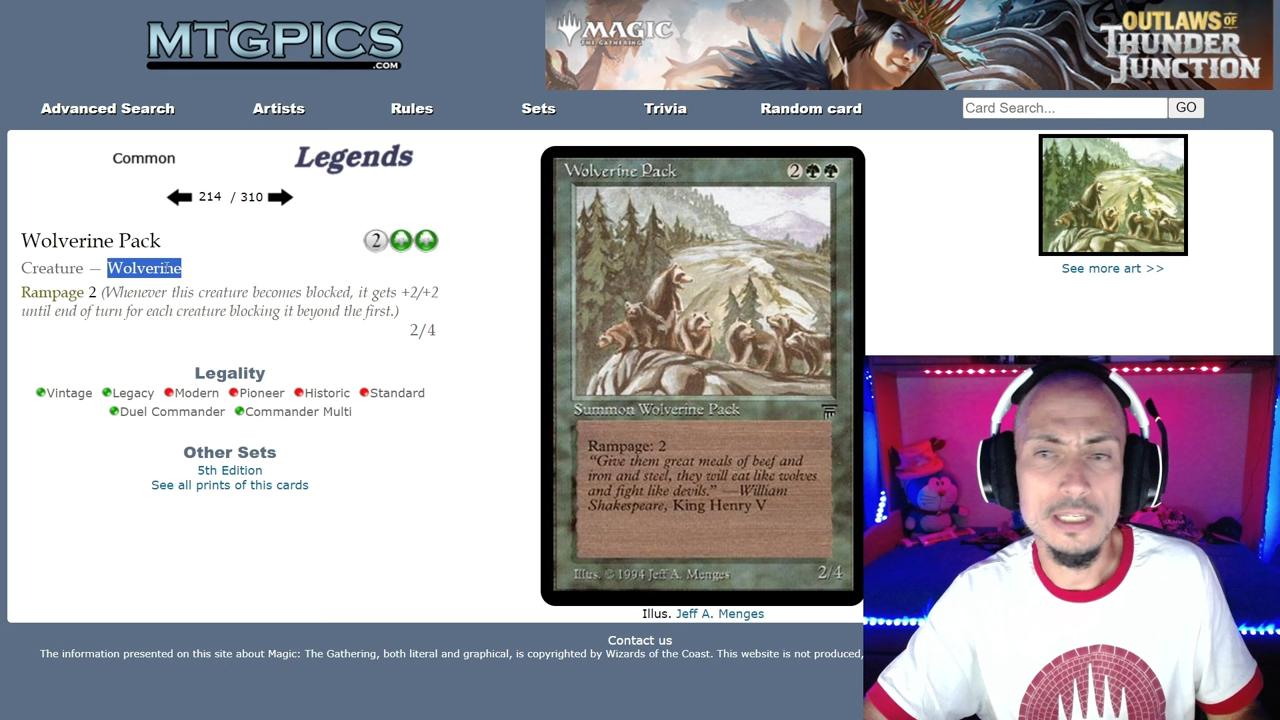 MTGPICS
.COM
MAGIC
THE GATHERING
OUTLAWS OF
THUNDER
JUNCTION
Advanced Search
Artists
Rules
Sets
Trivia
Random card
Card Search...
GO
Common
Legends
214 / 310
Wolverine Pack
2
Creature — Wolverine
Rampage 2 (Whenever this creature becomes blocked, it gets +2/+2
until end of turn for each creature blocking it beyond the first.)
2/4
Legality
Vintage Legacy Modern Pioneer Historic Standard
Duel Commander Commander Multi
Other Sets
5th Edition
See all prints of this cards
Wolverine Pack
2
Summon Wolverine Pack
Rampage: 2
"Give them great meals of beef and
iron and steel, they will eat like wolves
and fight like devils." —William
Shakespeare, King Henry V
Illus. © 1994 Jeff A. Menges
2/4
Illus. Jeff A. Menges
See more art >>
Contact us
The information presented on this site about Magic: The Gathering, both literal and graphical, is copyrighted by Wizards of the Coast. This website is not produced,